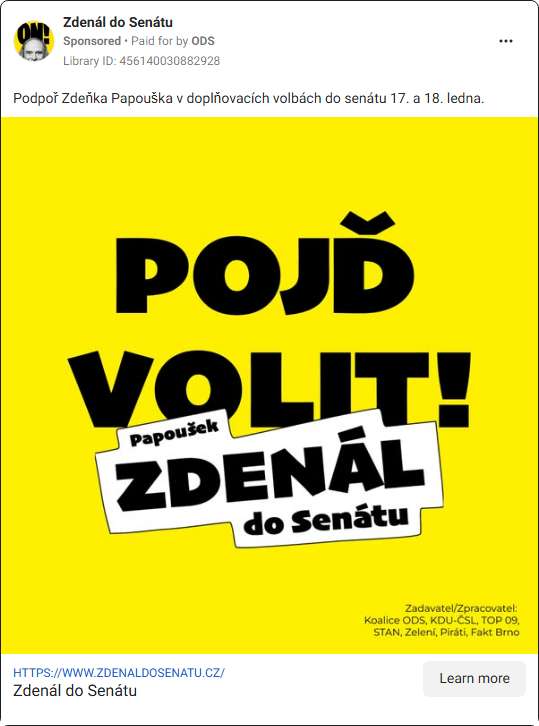 ON!
Zdenál do Senátu
Sponsored • Paid for by ODS
Library ID: 456140030882928
Podpoř Zdeňka Papouška v doplňovacích volbách do senátu 17. a 18. ledna.
POJĎ
VOLIT!
Papoušek
ZDENÁL
do Senátu
Zadavatel/Zpracovatel:
Koalice ODS, KDU-ČSL, TOP 09,
STAN, Zelení, Piráti, Fakt Brno
HTTPS://WWW.ZDENALDOSENATU.CZ/
Zdenál do Senátu
Learn more